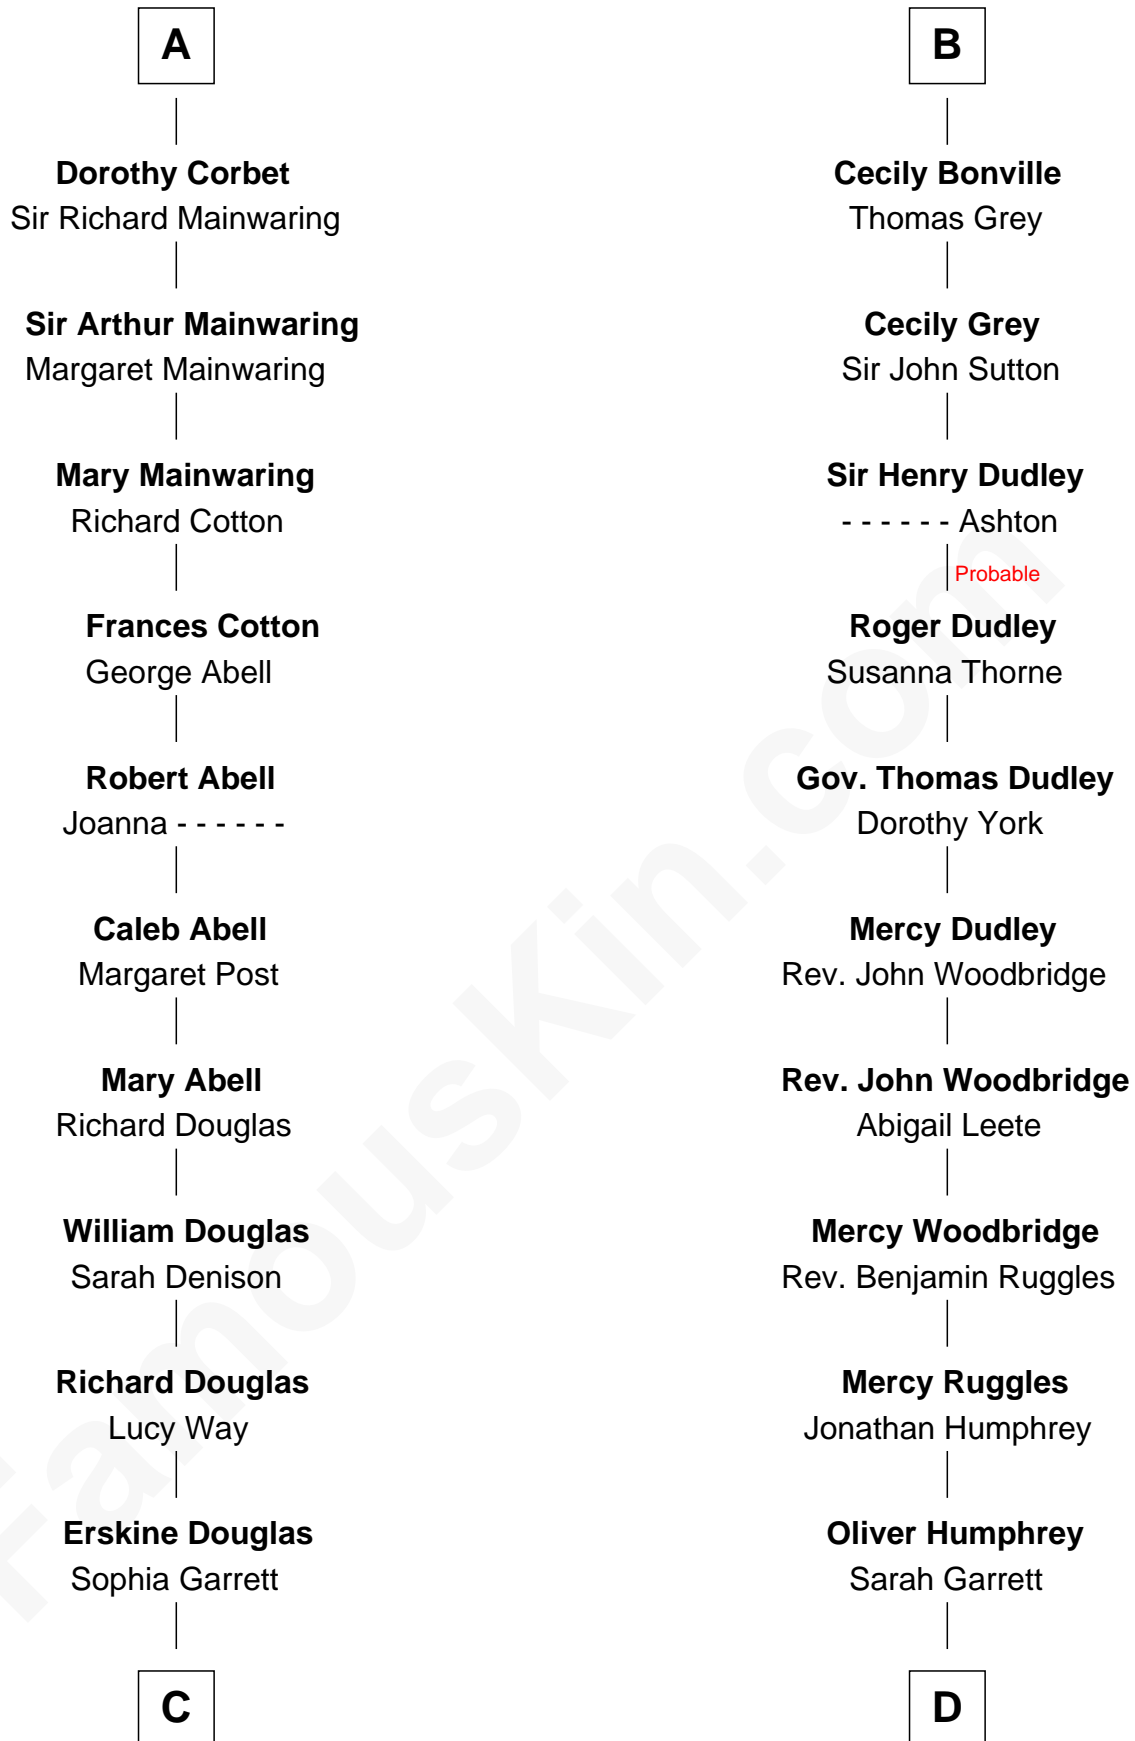 A
Dorothy Corbet
Sir Richard Mainwaring
Sir Arthur Mainwaring
Margaret Mainwaring
Mary Mainwaring
Richard Cotton
Frances Cotton
George Abell
Robert Abell
Joanna - - - - - -
Caleb Abell
Margaret Post
Mary Abell
Richard Douglas
William Douglas
Sarah Denison
Richard Douglas
Lucy Way
Erskine Douglas
Sophia Garrett
C
B
Cecily Bonville
Thomas Grey
Cecily Grey
Sir John Sutton
Sir Henry Dudley
- - - - - - Ashton
Probable
Roger Dudley
Susanna Thorne
Gov. Thomas Dudley
Dorothy York
Mercy Dudley
Rev. John Woodbridge
Rev. John Woodbridge
Abigail Leete
Mercy Woodbridge
Rev. Benjamin Ruggles
Mercy Ruggles
Jonathan Humphrey
Oliver Humphrey
Sarah Garrett
D
FamousKin.com